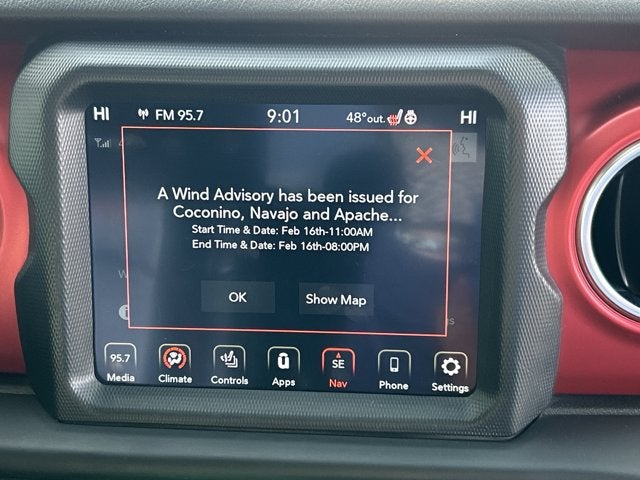 HI FM 95.7 9:01 48°out. HI
A Wind Advisory has been issued for
Coconino, Navajo and Apache...
Start Time & Date: Feb 16th-11:00AM
End Time & Date: Feb 16th-08:00PM
OK Show Map
95.7 SE
Media Climate Controls Apps Nav Phone Settings